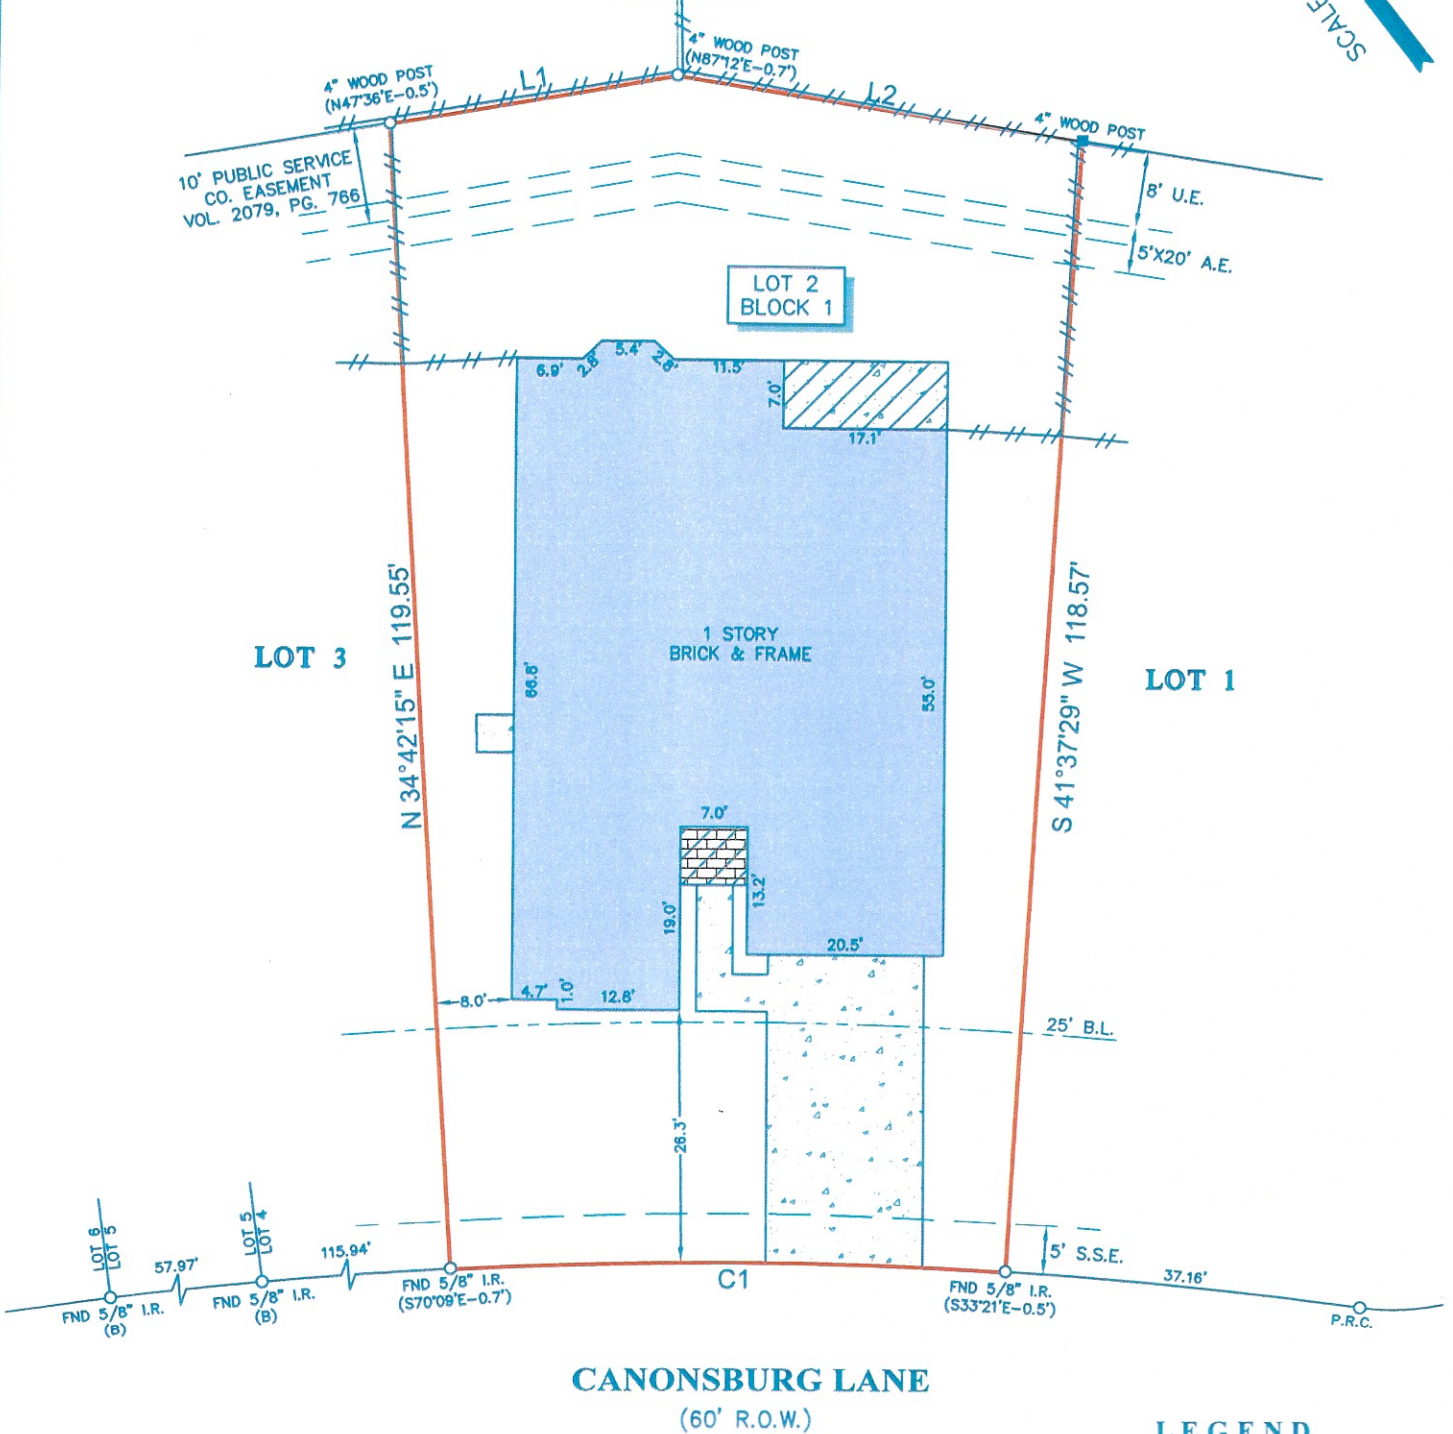 SCALE
4" WOOD POST
(N87°12'E-0.7')
4" WOOD POST
(N47°36'E-0.5')
L1
L2
4" WOOD POST
10' PUBLIC SERVICE
CO. EASEMENT
VOL. 2079, PG. 766
8' U.E.
5'X20' A.E.
LOT 2
BLOCK 1
6.9'
2.8'
5.4'
2.8'
11.5'
7.0'
17.1'
1 STORY
BRICK & FRAME
LOT 3
N 34°42'15" E 119.55'
66.8'
55.0'
S 41°37'29" W 118.57'
LOT 1
7.0'
19.0'
13.2'
20.5'
8.0'
4.7'
1.0'
12.8'
25' B.L.
26.3'
LOT 6
LOT 5
LOT 5
LOT 4
57.97'
115.94'
5' S.S.E.
37.16'
C1
FND 5/8" I.R.
(B)
FND 5/8" I.R.
(B)
FND 5/8" I.R.
(S70°09'E-0.7')
FND 5/8" I.R.
(S33°21'E-0.5')
P.R.C.
CANONSBURG LANE
(60' R.O.W.)
LEGEND